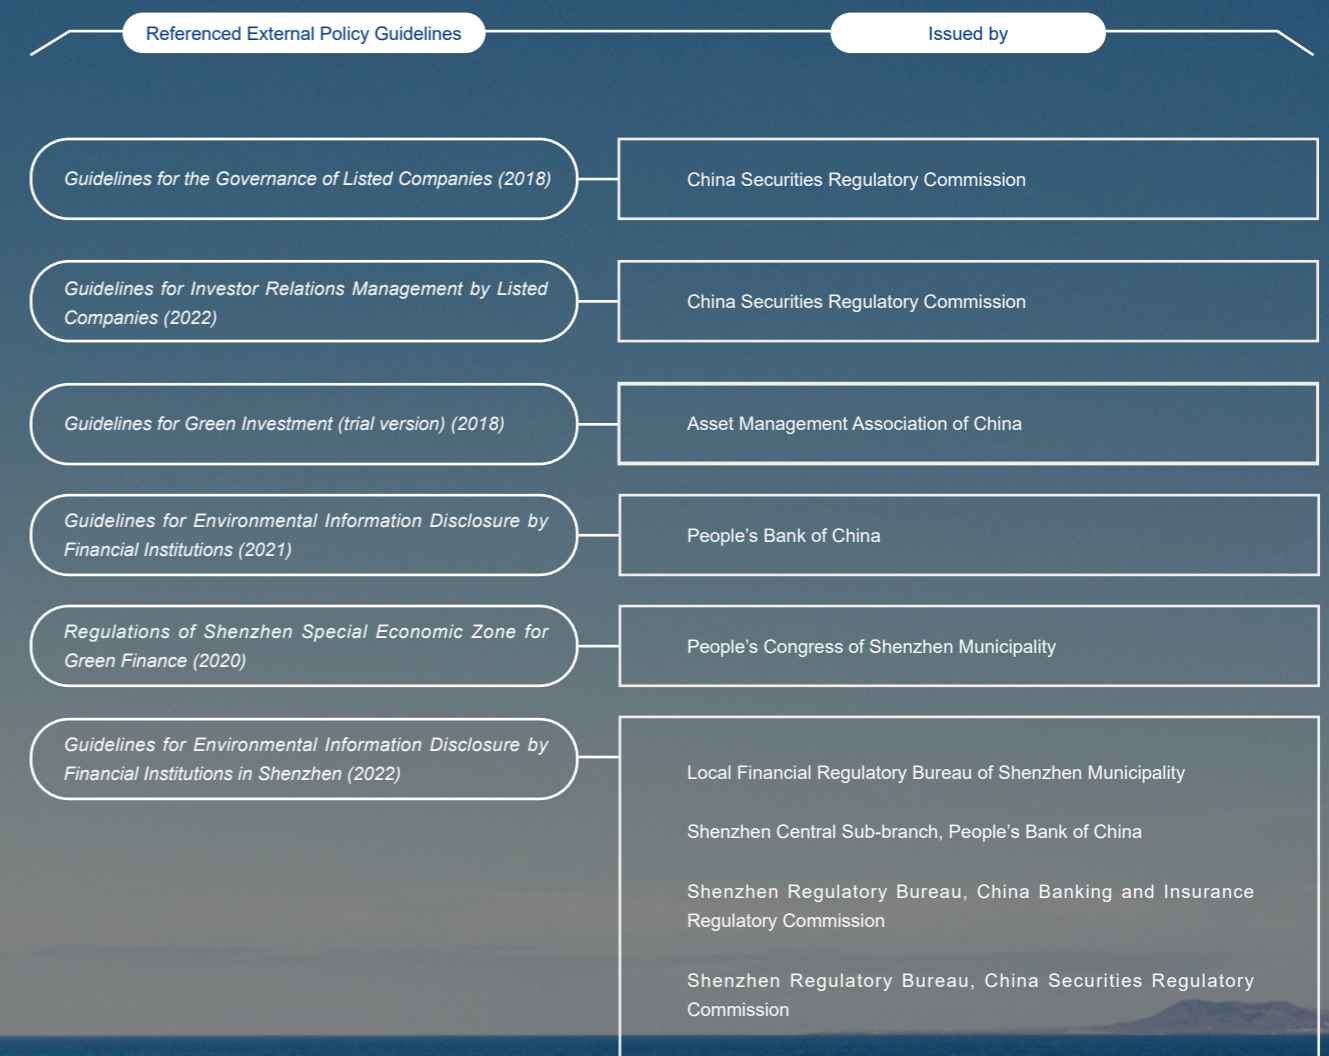 Referenced External Policy Guidelines
Issued by
Guidelines for the Governance of Listed Companies (2018)
China Securities Regulatory Commission
Guidelines for Investor Relations Management by Listed
Companies (2022)
China Securities Regulatory Commission
Guidelines for Green Investment (trial version) (2018)
Asset Management Association of China
Guidelines for Environmental Information Disclosure by
Financial Institutions (2021)
People’s Bank of China
Regulations of Shenzhen Special Economic Zone for
Green Finance (2020)
People’s Congress of Shenzhen Municipality
Guidelines for Environmental Information Disclosure by
Financial Institutions in Shenzhen (2022)
Local Financial Regulatory Bureau of Shenzhen Municipality
Shenzhen Central Sub-branch, People’s Bank of China
Shenzhen Regulatory Bureau, China Banking and Insurance
Regulatory Commission
Shenzhen Regulatory Bureau, China Securities Regulatory
Commission